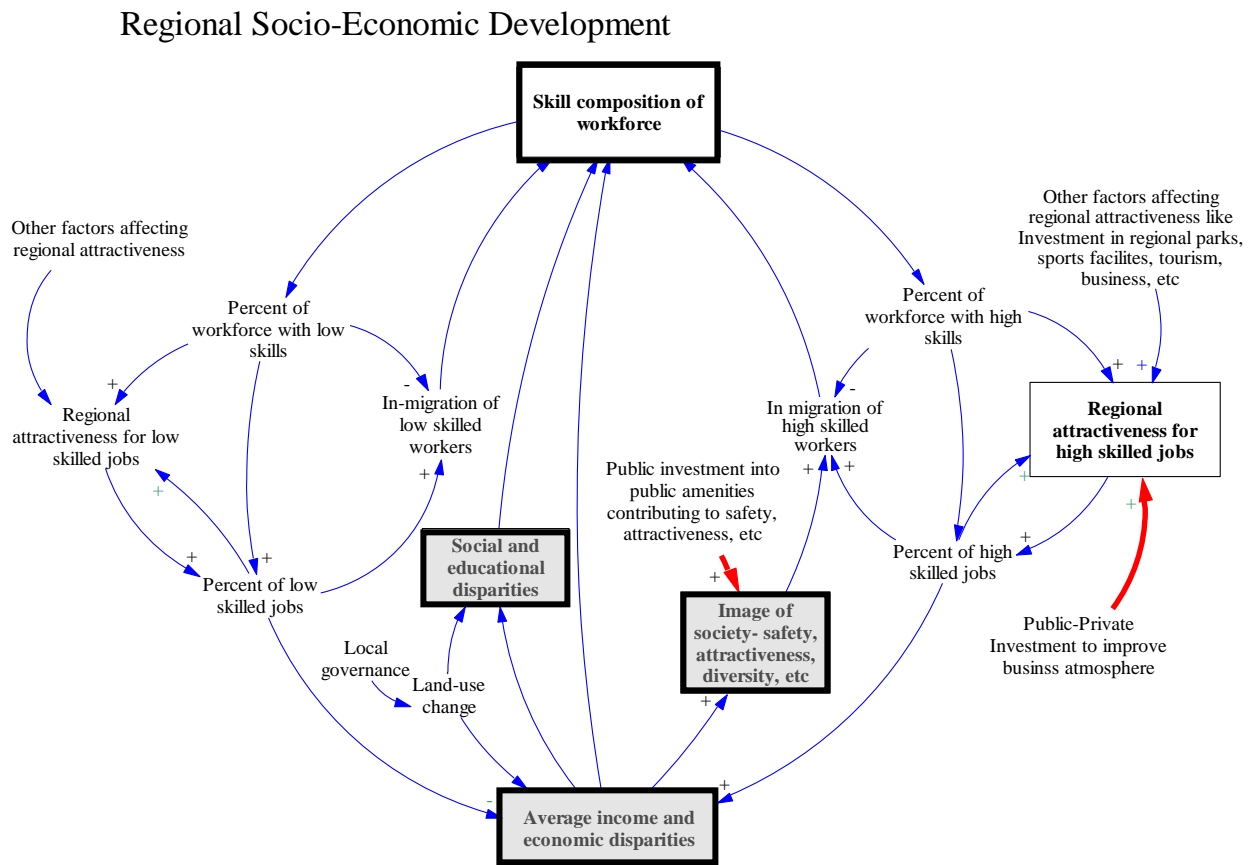 Regional Socio-Economic Development
Skill composition of
workforce
Other factors affecting
regional attractiveness
Other factors affecting
regional attractiveness like
Investment in regional parks,
sports facilites, tourism,
business, etc
Percent of
workforce with low
skills
Percent of
workforce with high
skills
+
-
-
+
+
Regional
attractiveness for low
skilled jobs
In-migration of
low skilled
workers
In migration of
high skilled
workers
Regional
attractiveness for
high skilled jobs
+
+
+
+
+
+
Public investment into
public amenities
contributing to safety,
attractiveness, etc
+
+
+
Percent of low
skilled jobs
Social and
educational
disparities
Percent of high
skilled jobs
+
Image of
society- safety,
attractiveness,
diversity, etc
Public-Private
Investment to improve
businss atmosphere
Local
governance
Land-use
change
+
+
-
+
Average income and
economic disparities